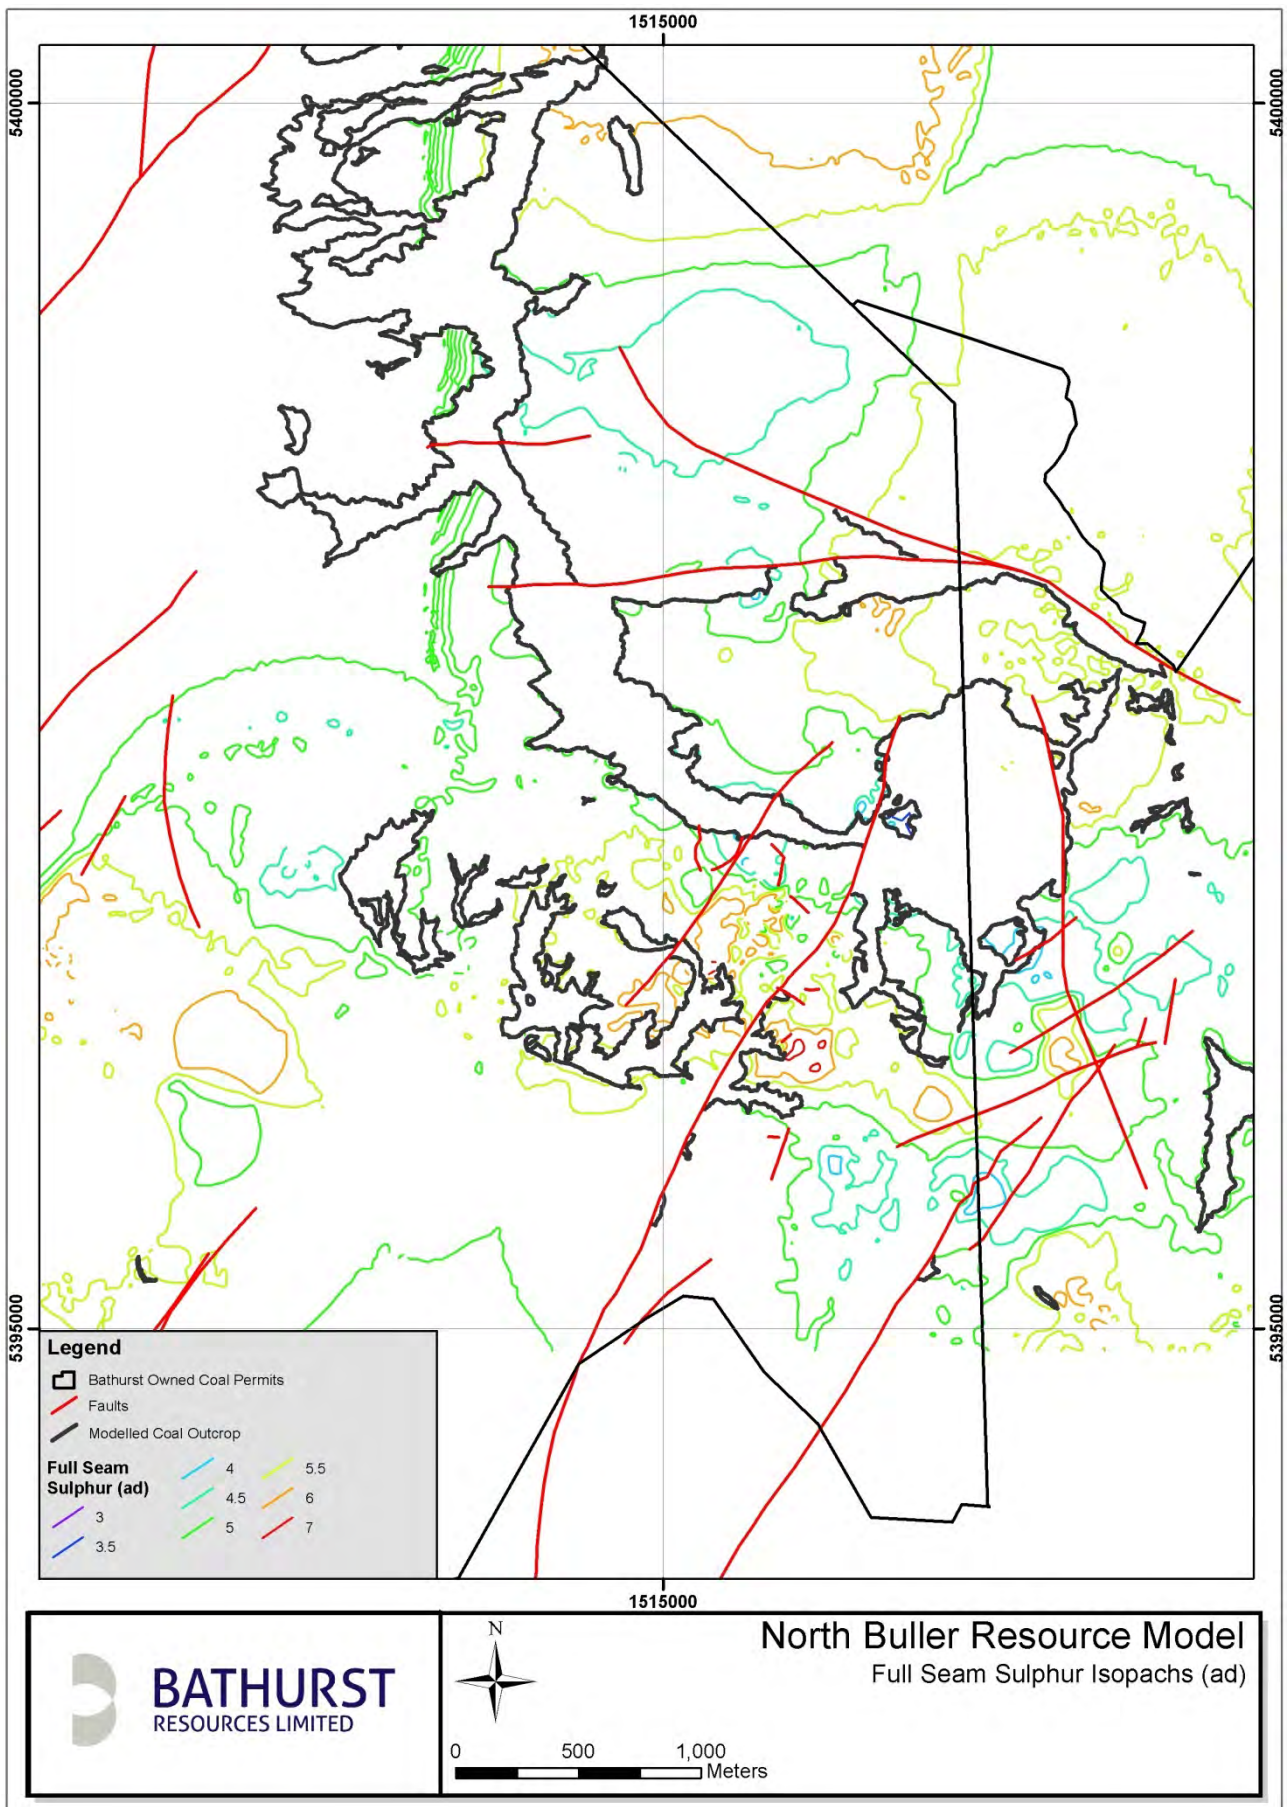 1515000
5400000
5400000
5395000
5395000
Legend
Bathurst Owned Coal Permits
Faults
Modelled Coal Outcrop
Full Seam
Sulphur (ad)
3
3.5
4
4.5
5
5.5
6
7
1515000
BATHURST
RESOURCES LIMITED
N
0 500 1,000
Meters
North Buller Resource Model
Full Seam Sulphur Isopachs (ad)